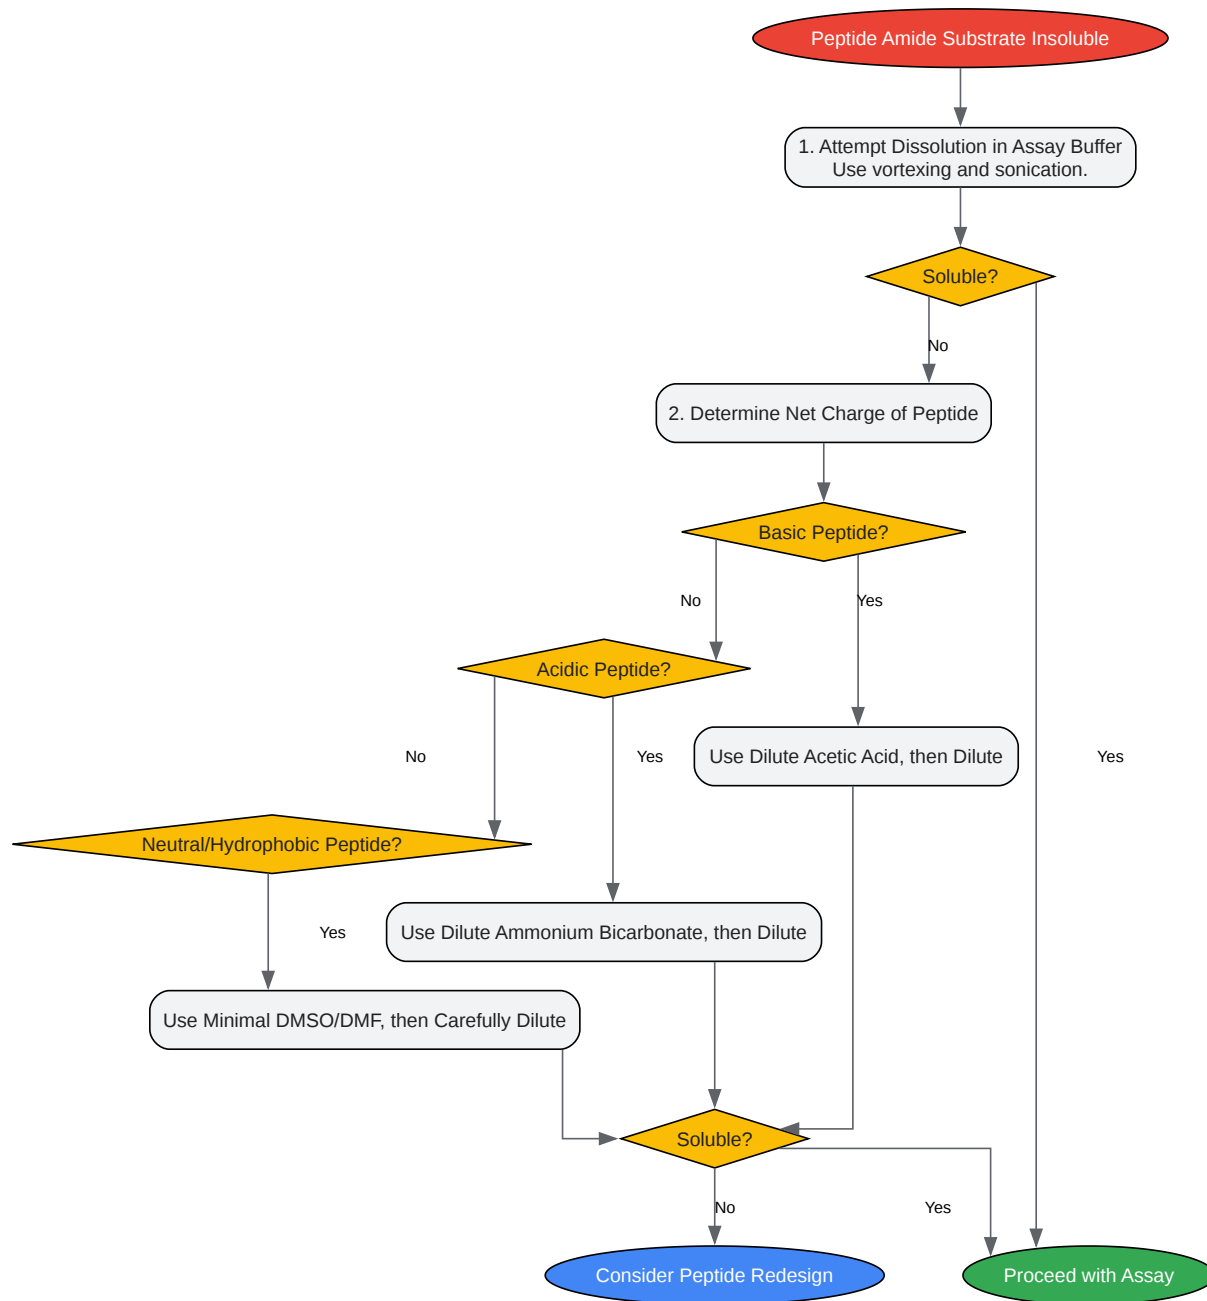 Peptide Amide Substrate Insoluble
1. Attempt Dissolution in Assay Buffer
Use vortexing and sonication.
Soluble?
No
2. Determine Net Charge of Peptide
Basic Peptide?
No
Yes
Acidic Peptide?
No
Yes
Use Dilute Acetic Acid, then Dilute
Yes
Neutral/Hydrophobic Peptide?
Yes
Use Dilute Ammonium Bicarbonate, then Dilute
Use Minimal DMSO/DMF, then Carefully Dilute
Soluble?
No
Yes
Consider Peptide Redesign
Proceed with Assay